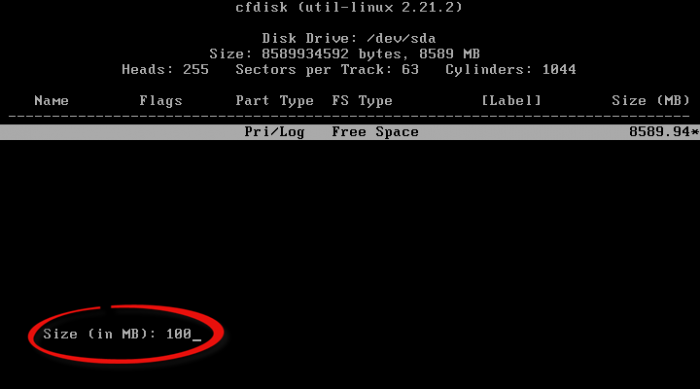 cfdisk (util-linux 2.21.2)
Disk Drive: /dev/sda
Size: 8589934592 bytes, 8589 MB
Heads: 255 Sectors per Track: 63 Cylinders: 1044
Name Flags Part Type FS Type [Label] Size (MB)
Pri/Log Free Space 8589.94*
Size (in MB): 100_